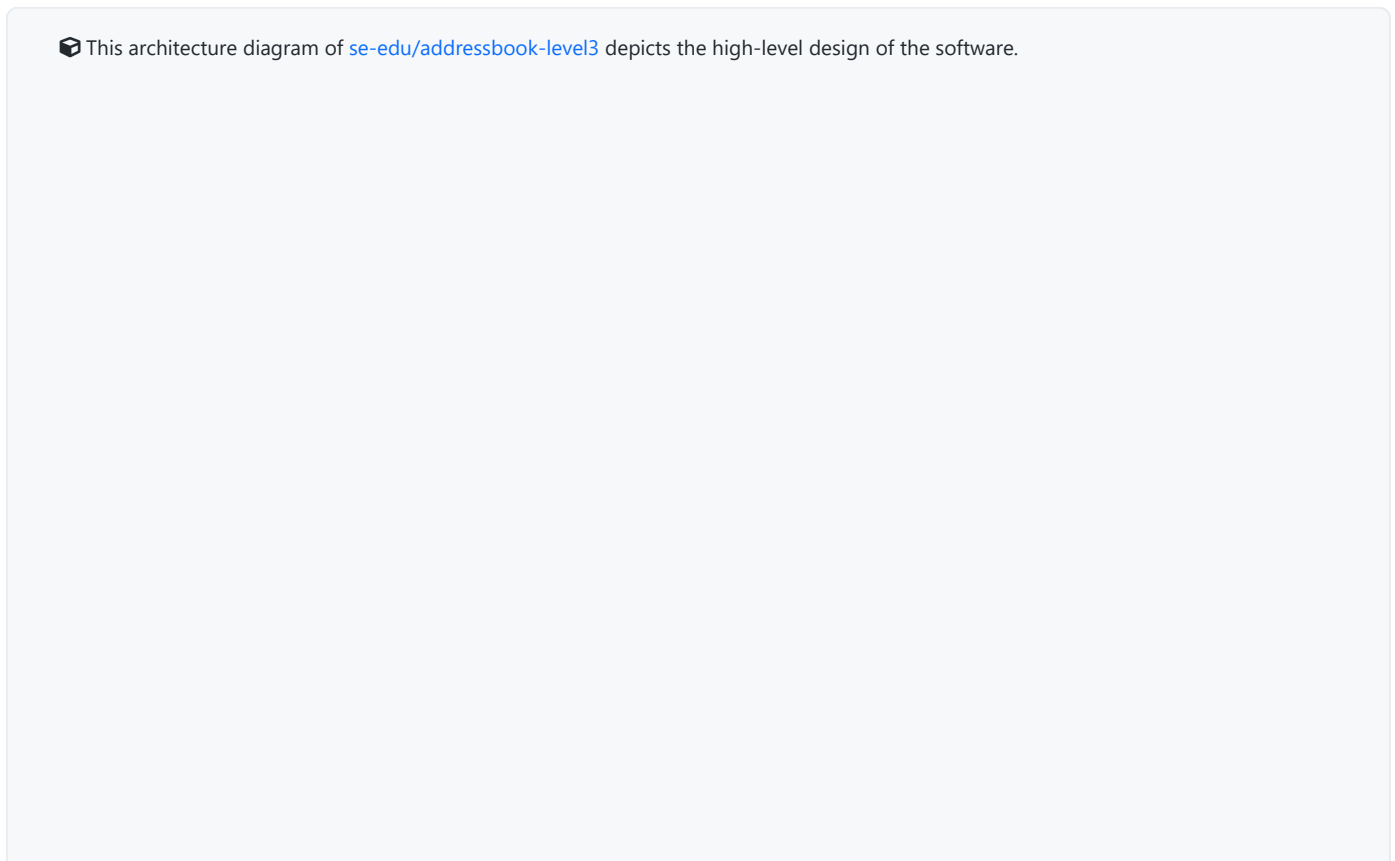 This architecture diagram of se-edu/addressbook-level3 depicts the high-level design of the software.